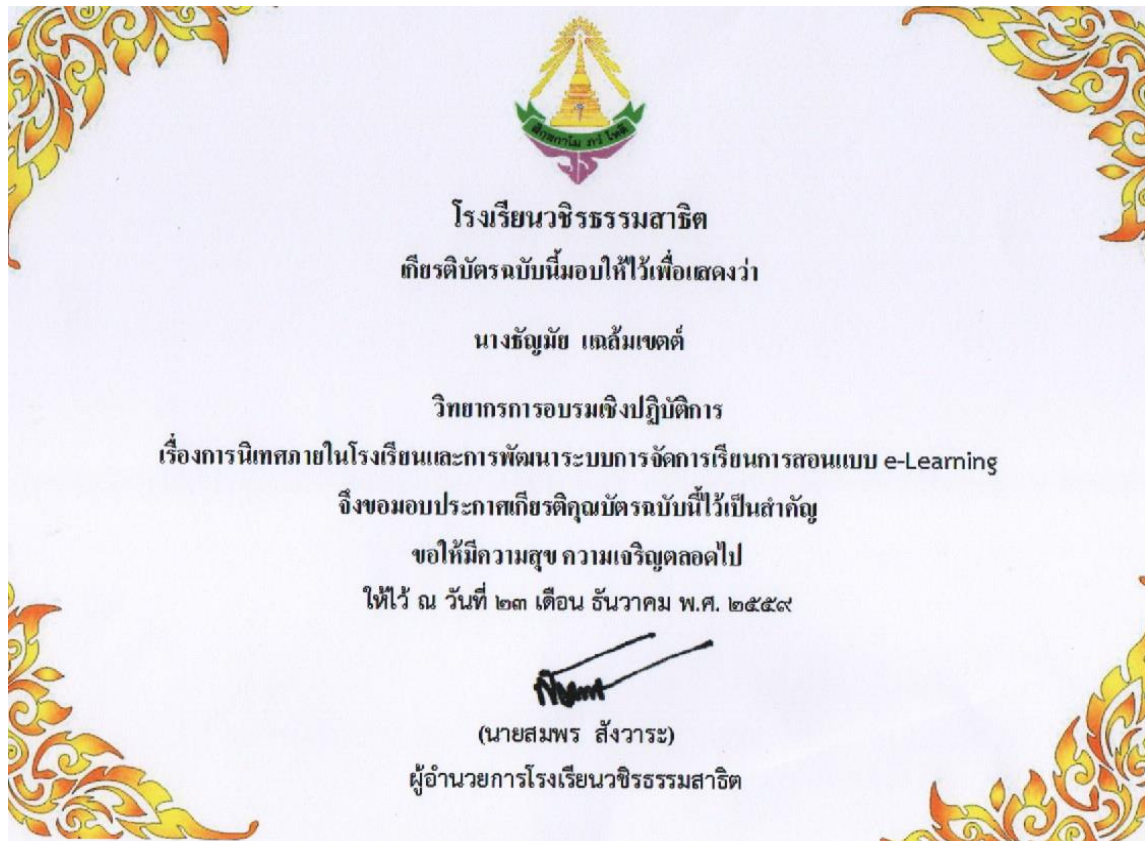 สิกฺขกาโม ภวํ โหติ
โรงเรียนวชิรธรรมสาธิต
เกียรติบัตรฉบับนี้มอบให้ไว้เพื่อแสดงว่า
นางธัญมัย แฉล้มเขตต์
วิทยากรการอบรมเชิงปฏิบัติการ
เรื่องการนิเทศภายในโรงเรียนและการพัฒนาระบบการจัดการเรียนการสอนแบบ e-Learning
จึงขอมอบประกาศเกียรติคุณบัตรฉบับนี้ไว้เป็นสำคัญ
ขอให้มีความสุข ความเจริญตลอดไป
ให้ไว้ ณ วันที่ ๒๓ เดือน ธันวาคม พ.ศ. ๒๕๕๙
(นายสมพร สังวาระ)
ผู้อำนวยการโรงเรียนวชิรธรรมสาธิต